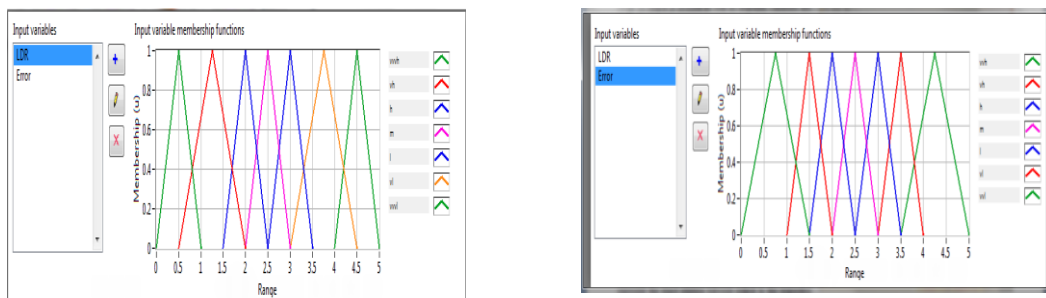 Input variables
LDR
Error
Input variable membership functions
Membership (u)
1
0.8
0.6
0.4
0.2
0
0 0.5 1 1.5 2 2.5 3 3.5 4 4.5 5
Range
vvh
vh
h
m
l
vl
vvl
Input variables
LDR
Error
Input variable membership functions
Membership (u)
1
0.8
0.6
0.4
0.2
0
0 0.5 1 1.5 2 2.5 3 3.5 4 4.5 5
Range
vvh
vh
h
m
l
vl
vvl